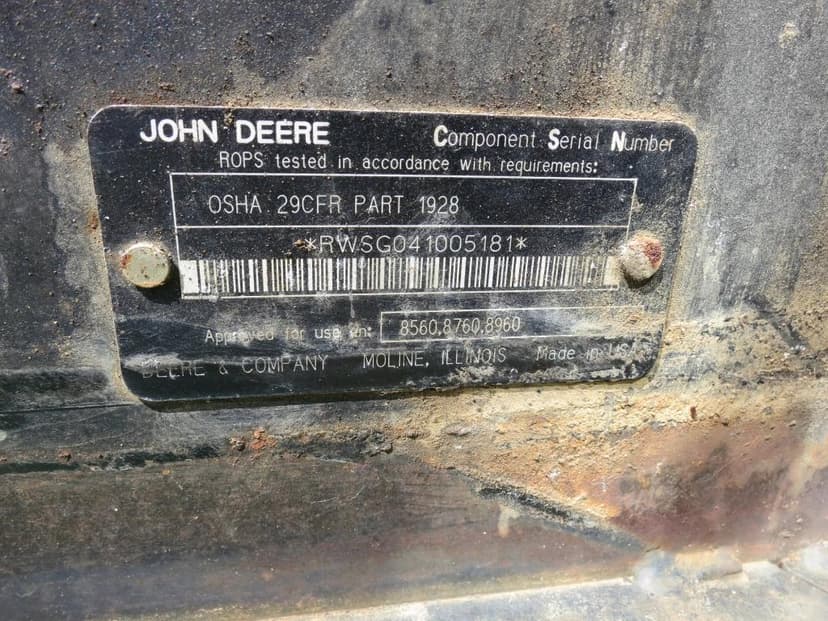 JOHN DEERE Component Serial Number
ROPS tested in accordance with requirements:
OSHA 29CFR PART 1928
*RWSG041005181*
Approved for use on: 8560,8760,8960
DEERE & COMPANY MOLINE, ILLINOIS Made in USA